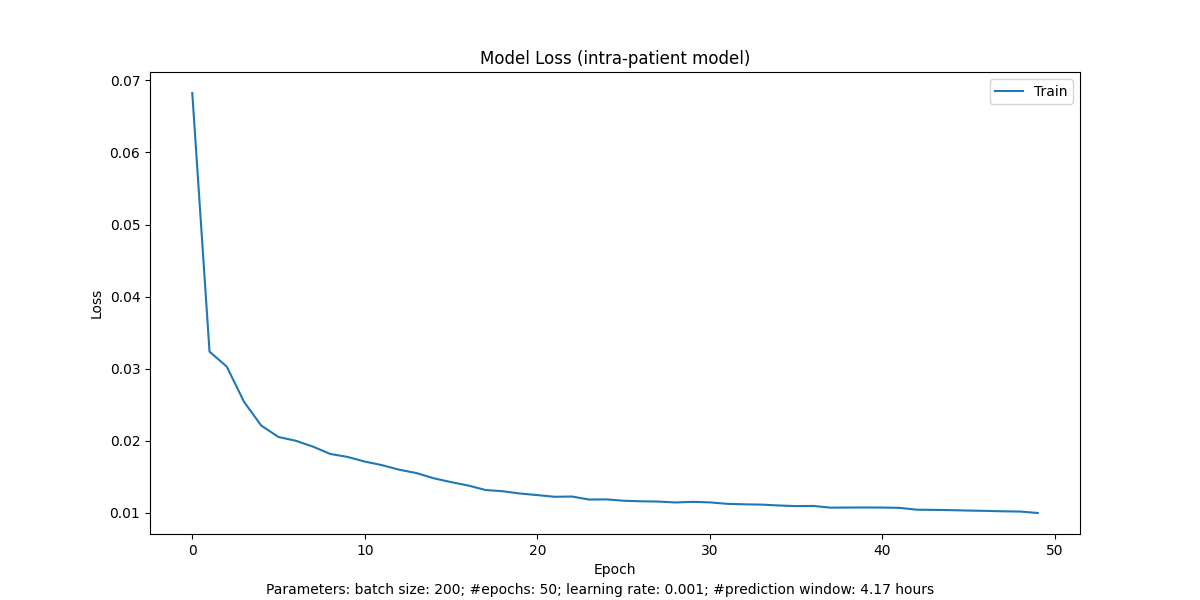 Model Loss (intra-patient model)
Train
Loss
0.07
0.06
0.05
0.04
0.03
0.02
0.01
0 10 20 30 40 50
Epoch
Parameters: batch size: 200; #epochs: 50; learning rate: 0.001; #prediction window: 4.17 hours